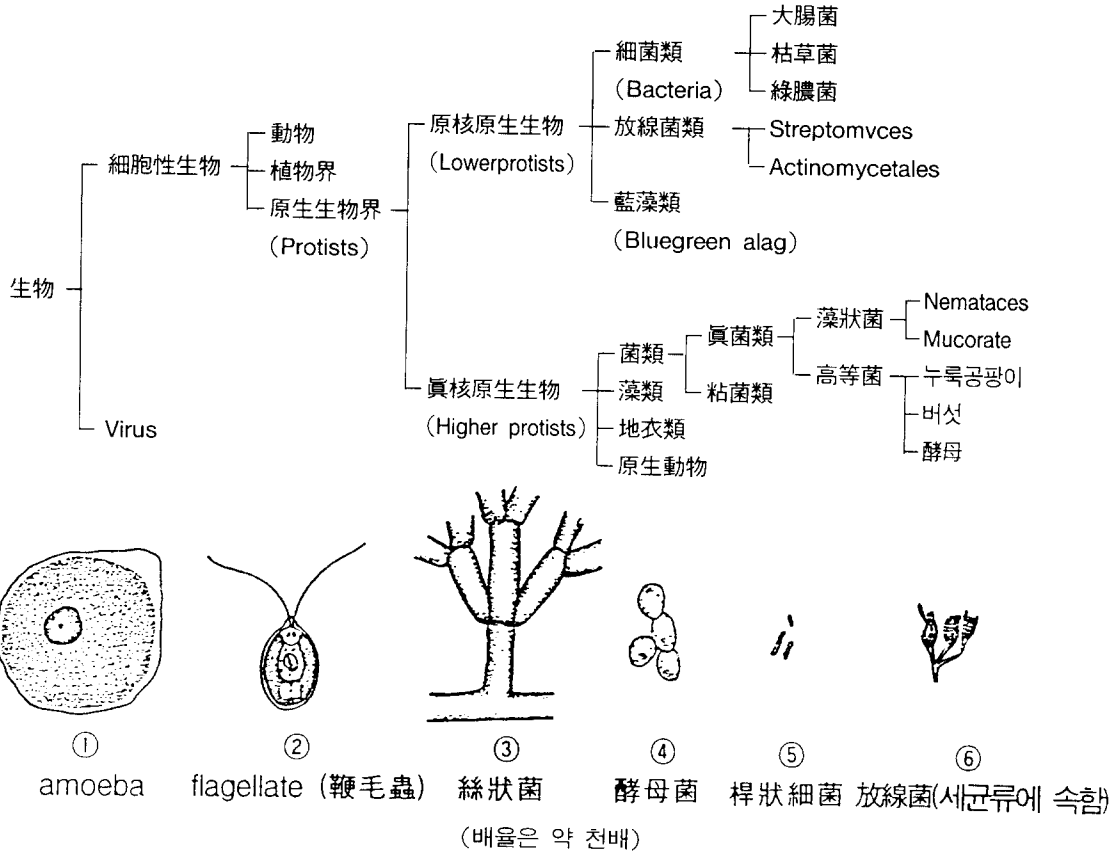 大腸菌
細菌類
枯草菌
(Bacteria)
綠膿菌
動物
原核原生生物
放線菌類
Streptomvces
細胞性生物
植物界
(Lowerprotists)
Actinomycetales
原生生物界
藍藻類
(Protists)
(Bluegreen alag)
生物
Nemataces
藻狀菌
眞菌類
Mucorate
菌類
高等菌
누룩공팡이
眞核原生生物
藻類
粘菌類
버섯
Virus
(Higher protists)
地衣類
酵母
原生動物
① ② ③ ④ ⑤ ⑥
amoeba flagellate (鞭毛蟲) 絲狀菌 酵母菌 桿狀細菌 放線菌(세균류에 속함)
(배율은 약 천배)